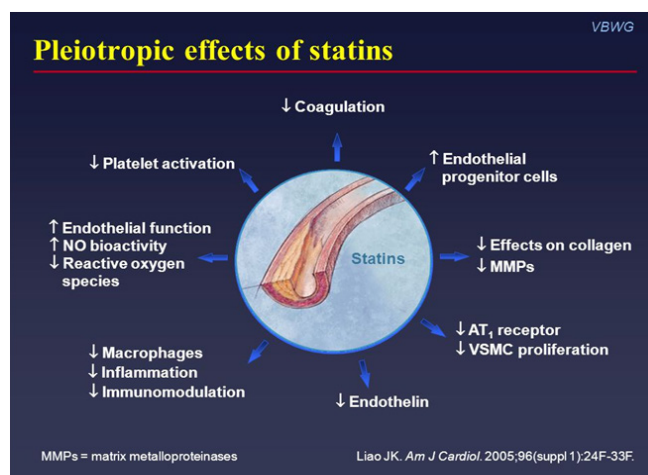 VBWG
Pleiotropic effects of statins
↓ Coagulation
↓ Platelet activation
↑ Endothelial
progenitor cells
↑ Endothelial function
↑ NO bioactivity
↓ Reactive oxygen
species
Statins
↓ Effects on collagen
↓ MMPs
↓ AT₁ receptor
↓ VSMC proliferation
↓ Macrophages
↓ Inflammation
↓ Immunomodulation
↓ Endothelin
MMPs = matrix metalloproteinases
Liao JK. Am J Cardiol. 2005;96(suppl 1):24F-33F.